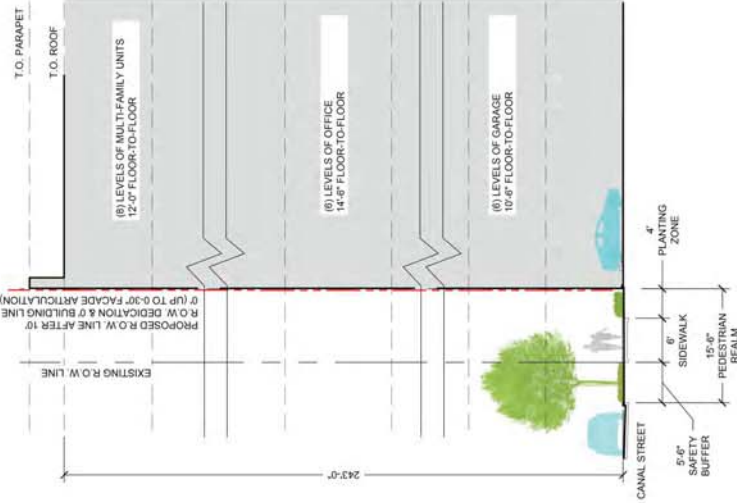 T.O. PARAPET
T.O. ROOF
(8) LEVELS OF MULTI-FAMILY UNITS
12'-0" FLOOR-TO-FLOOR
(6) LEVELS OF OFFICE
14'-6" FLOOR-TO-FLOOR
(6) LEVELS OF GARAGE
10'-6" FLOOR-TO-FLOOR
PROPOSED R.O.W. LINE AFTER 10'
R.O.W. DEDICATION & 0' BUILDING LINE
0' (UP TO 0-30" FACADE ARTICULATION)
EXISTING R.O.W. LINE
243'-0"
CANAL STREET
5'-6"
SAFETY
BUFFER
6'
SIDEWALK
15'-6"
PEDESTRIAN
REALM
4'
PLANTING
ZONE